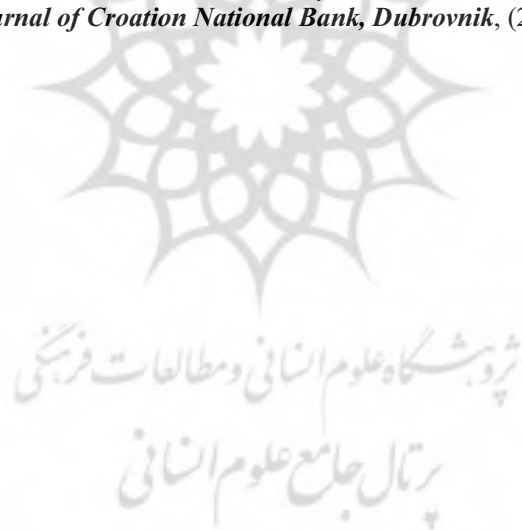 urnal of Croation National Bank, Dubrovnik, (2
پژوهشگاه علوم انسانی و مطالعات فرهنگی
پرتال جامع علوم انسانی